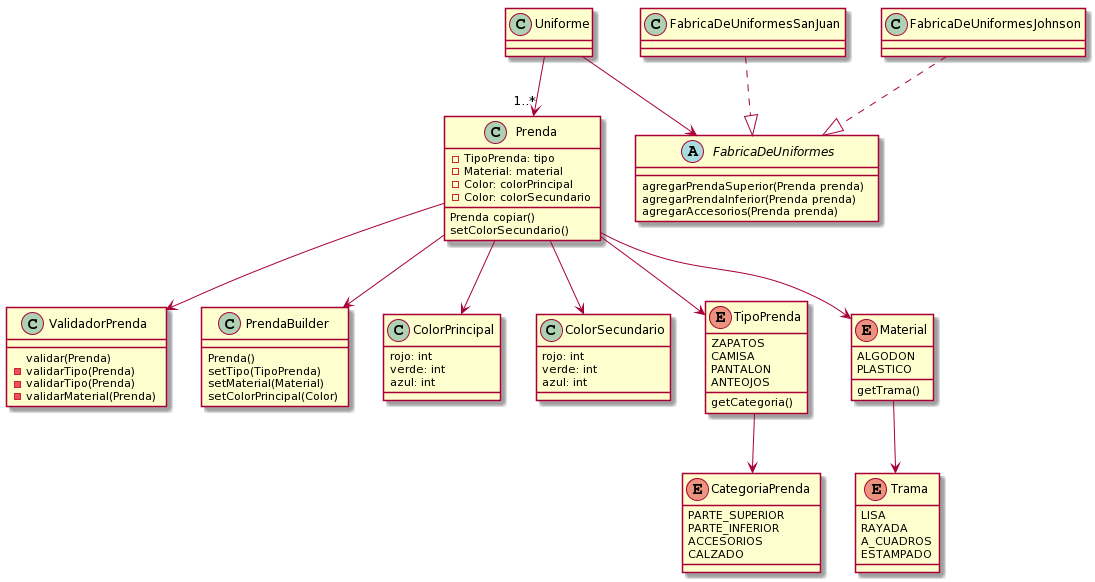 C Uniforme
C FabricaDeUniformesSanJuan
C FabricaDeUniformesJohnson
1..*
C Prenda
TipoPrenda: tipo
Material: material
Color: colorPrincipal
Color: colorSecundario
Prenda copiar()
setColorSecundario()
A FabricaDeUniformes
agregarPrendaSuperior(Prenda prenda)
agregarPrendaInferior(Prenda prenda)
agregarAccesorios(Prenda prenda)
C ValidadorPrenda
validar(Prenda)
validarTipo(Prenda)
validarTipo(Prenda)
validarMaterial(Prenda)
C PrendaBuilder
Prenda()
setTipo(TipoPrenda)
setMaterial(Material)
setColorPrincipal(Color)
C ColorPrincipal
rojo: int
verde: int
azul: int
C ColorSecundario
rojo: int
verde: int
azul: int
E TipoPrenda
ZAPATOS
CAMISA
PANTALON
ANTEOJOS
getCategoria()
E Material
ALGODON
PLASTICO
getTrama()
E CategoriaPrenda
PARTE_SUPERIOR
PARTE_INFERIOR
ACCESORIOS
CALZADO
E Trama
LISA
RAYADA
A_CUADROS
ESTAMPADO